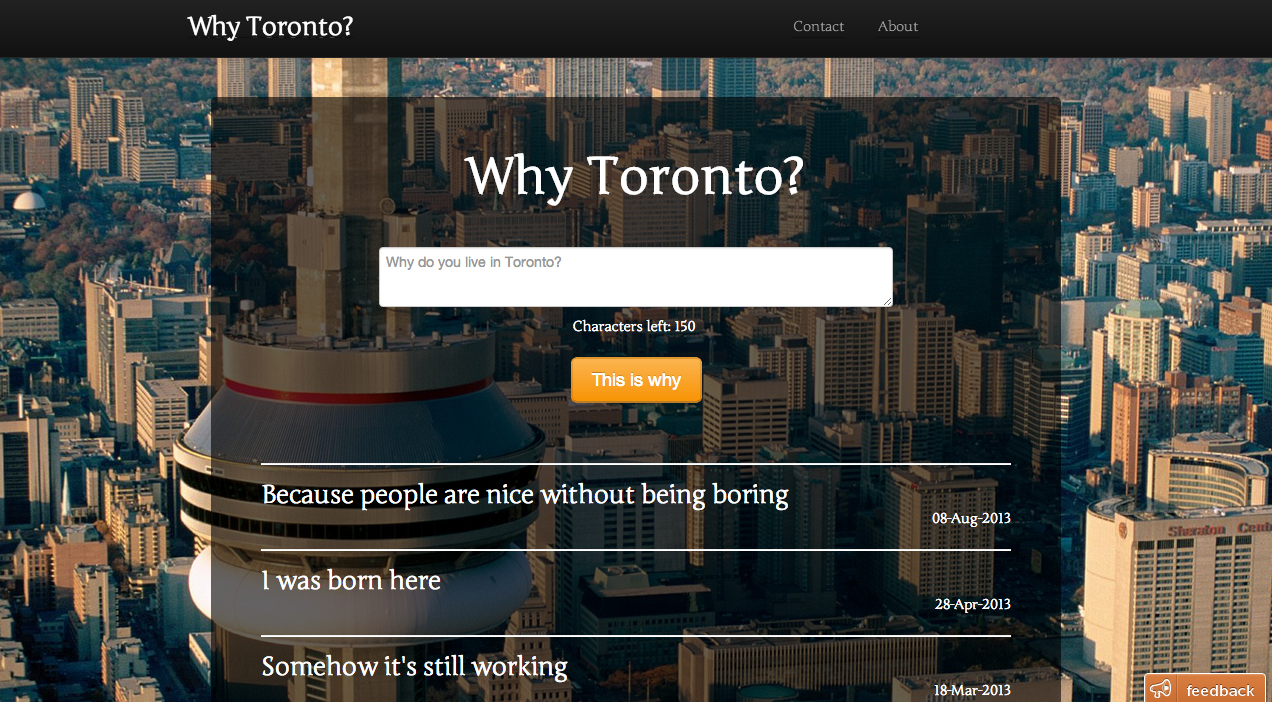 Why Toronto?
Contact
About
Why Toronto?
Why do you live in Toronto?
Characters left: 150
This is why
Because people are nice without being boring
08-Aug-2013
Sheraton
I was born here
28-Apr-2013
Somehow it's still working
18-Mar-2013
feedback